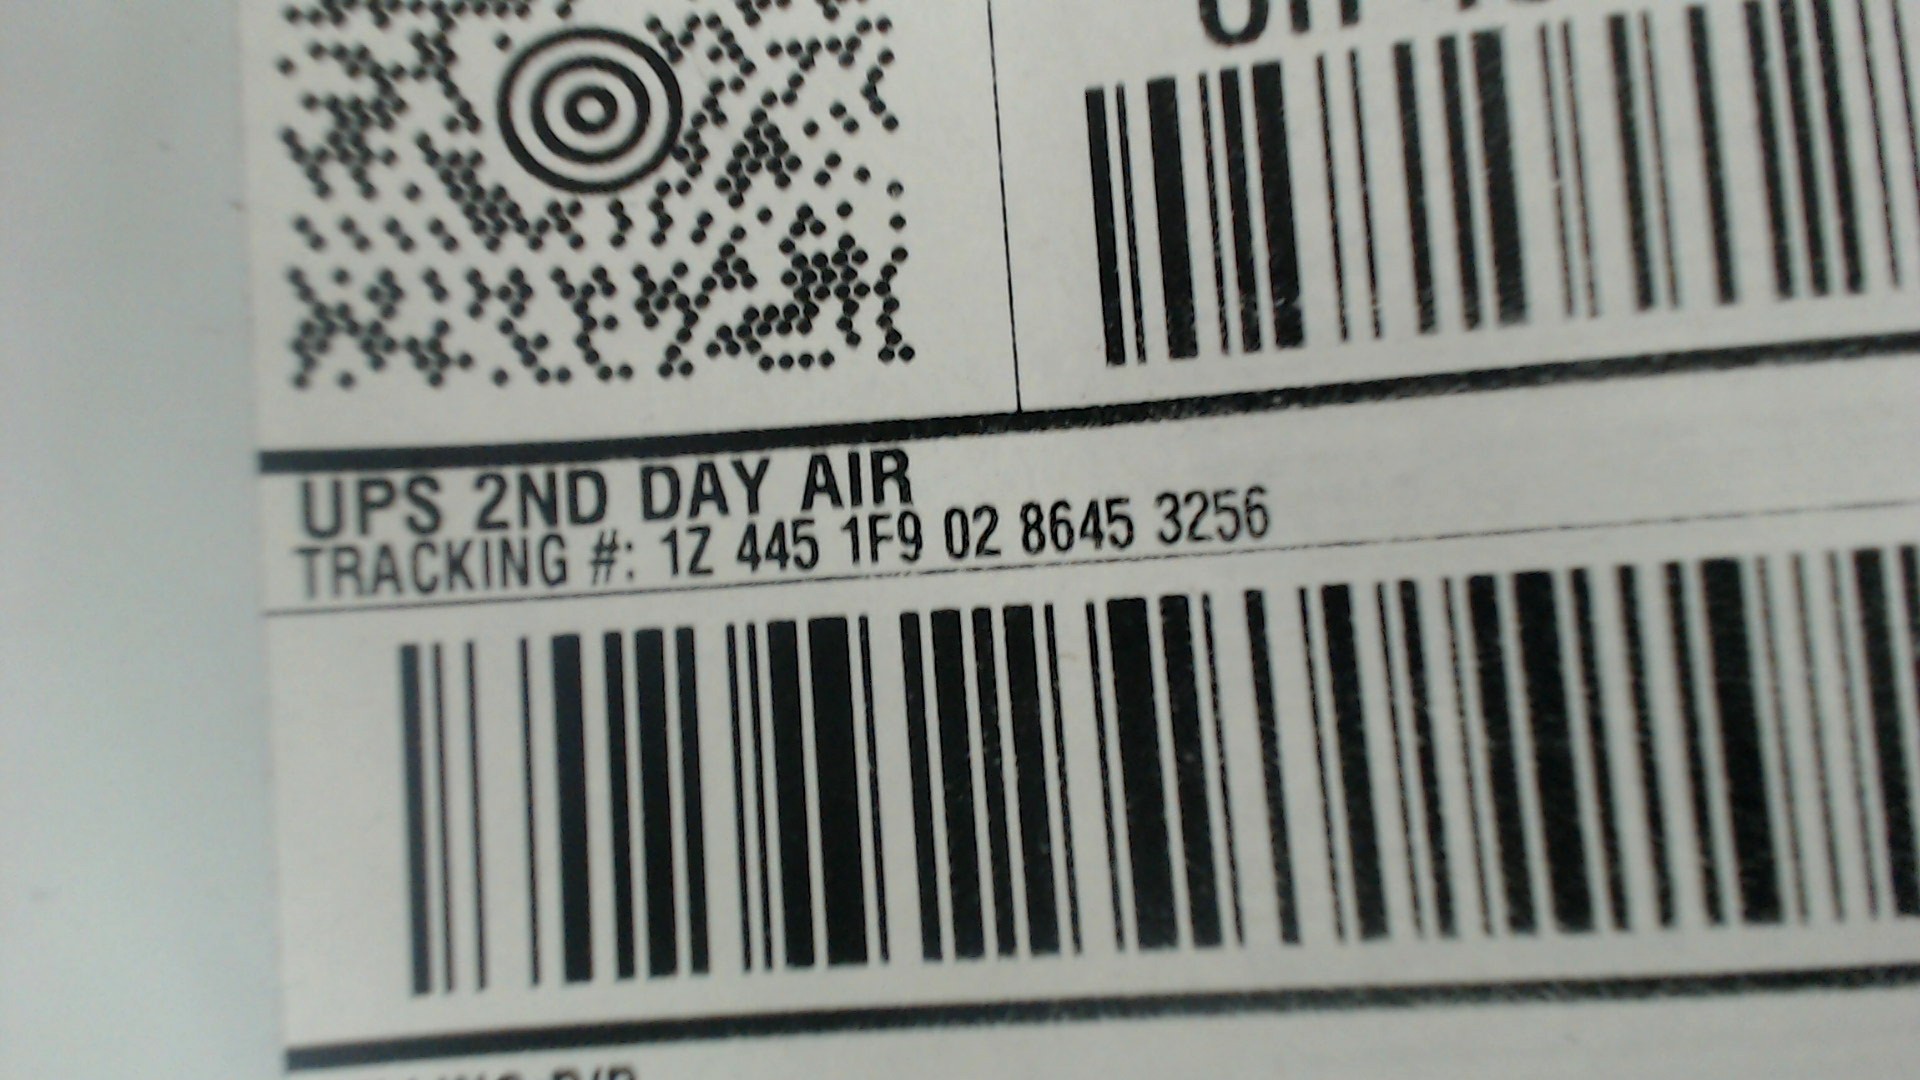 UPS 2ND DAY AIR
TRACKING #: 1Z 445 1F9 02 8645 3256